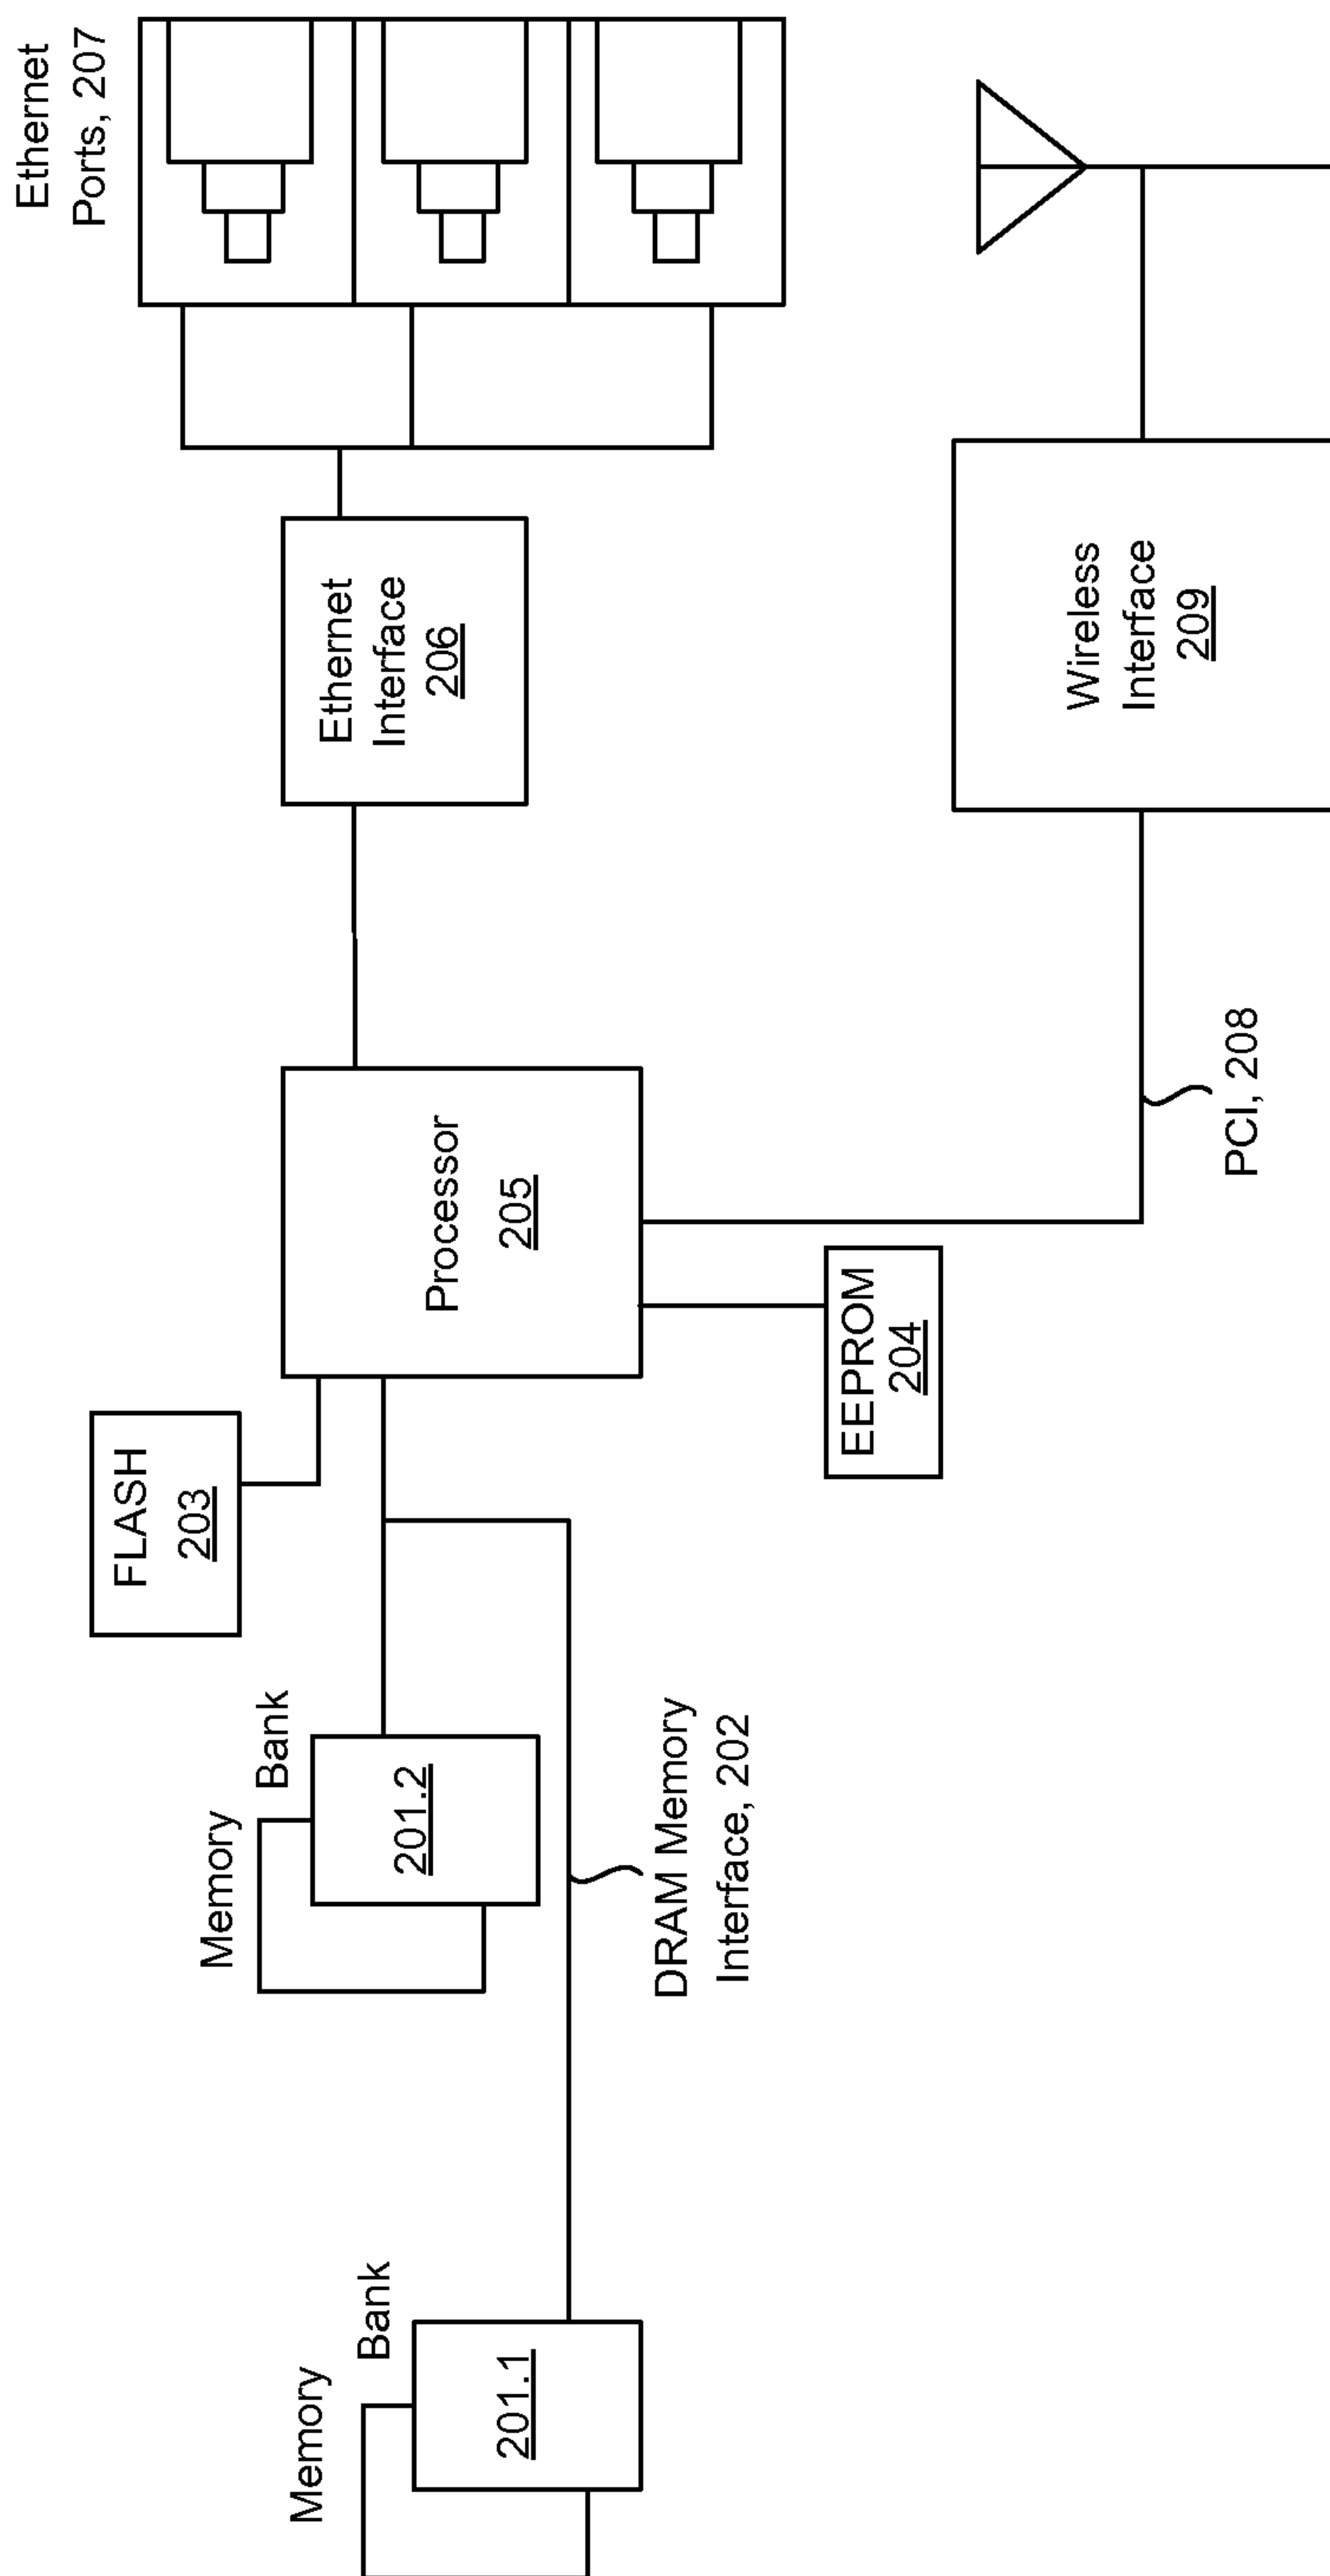 Memory
Bank
201.1
Memory
Bank
201.2
DRAM Memory
Interface, 202
FLASH
203
EEPROM
204
Processor
205
PCI, 208
Ethernet
Interface
206
Wireless
Interface
209
Ethernet
Ports, 207